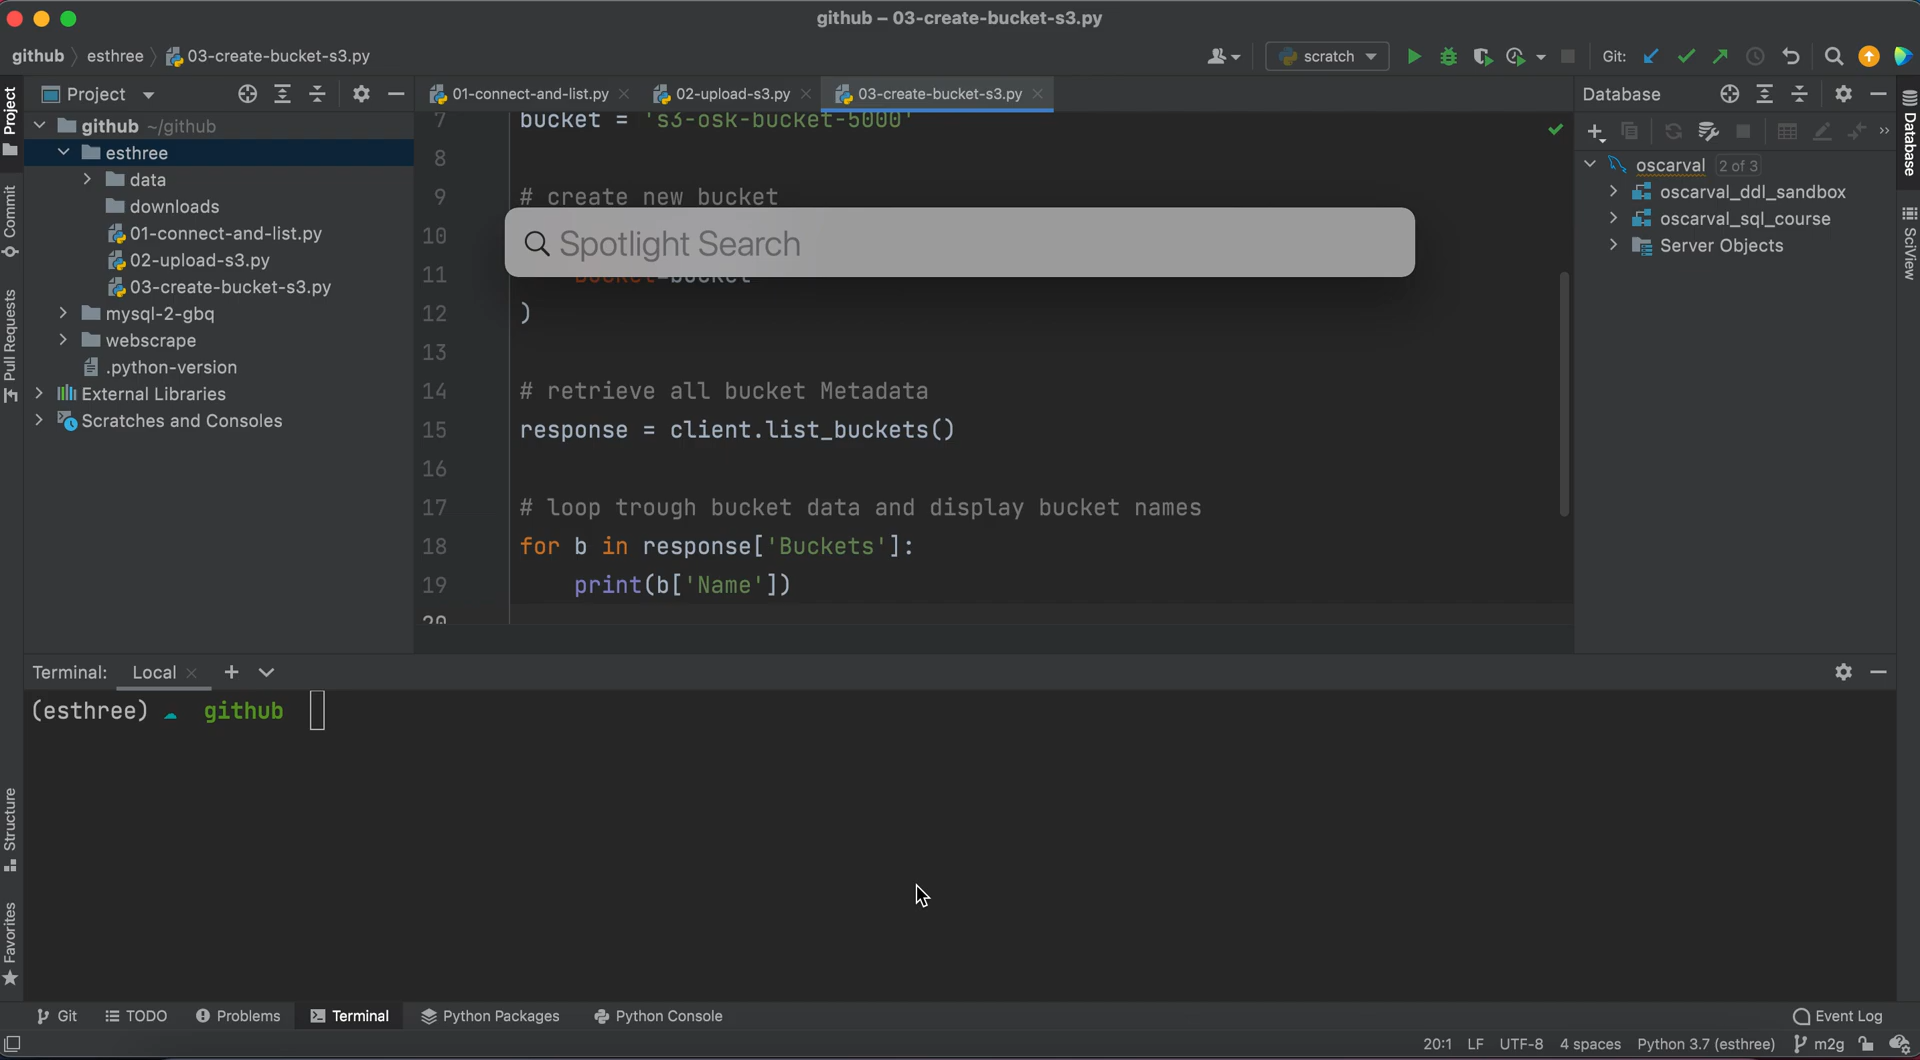 github – 03-create-bucket-s3.py
github esthree 03-create-bucket-s3.py
scratch Git:
Project
01-connect-and-list.py 02-upload-s3.py 03-create-bucket-s3.py
Database
Project
Commit
Pull Requests
Structure
Favorites
github ~/github
esthree
data
downloads
01-connect-and-list.py
02-upload-s3.py
03-create-bucket-s3.py
mysql-2-gbq
webscrape
.python-version
External Libraries
Scratches and Consoles
7 bucket = 's3-osk-bucket-5000'
8
9 # create new bucket
10
Spotlight Search
11 Bucket=bucket
12 )
13
14 # retrieve all bucket Metadata
15 response = client.list_buckets()
16
17 # loop trough bucket data and display bucket names
18 for b in response['Buckets']:
19 print(b['Name'])
20
oscarval 2 of 3
oscarval_ddl_sandbox
oscarval_sql_course
Server Objects
Database
SciView
Terminal: Local
(esthree) github
Git TODO Problems Terminal Python Packages Python Console Event Log
20:1 LF UTF-8 4 spaces Python 3.7 (esthree) m2g